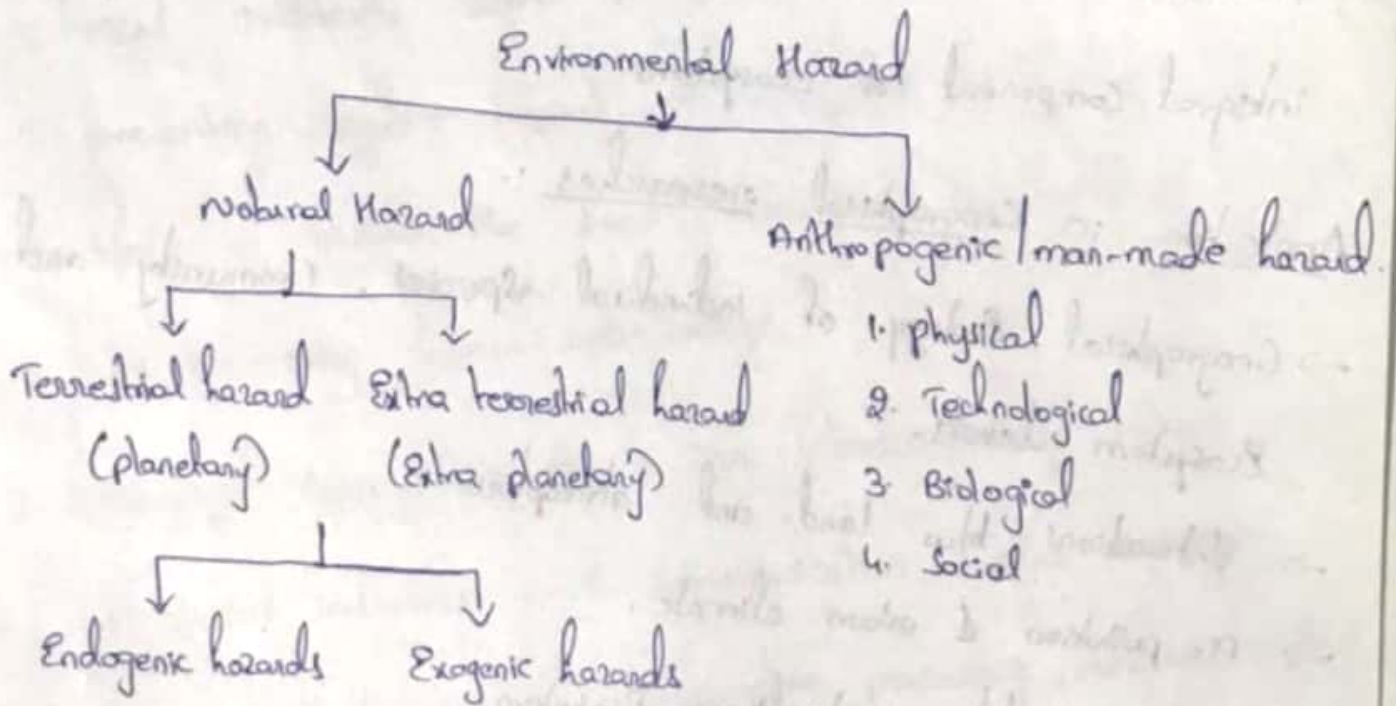 Environmental Hazard
Natural Hazard
Anthropogenic / man-made hazard.
1. physical
2. Technological
3. Biological
4. Social
Terrestrial hazard
(planetary)
Extra terrestrial hazard
(Extra planetary)
Endogenic hazards
Exogenic hazards